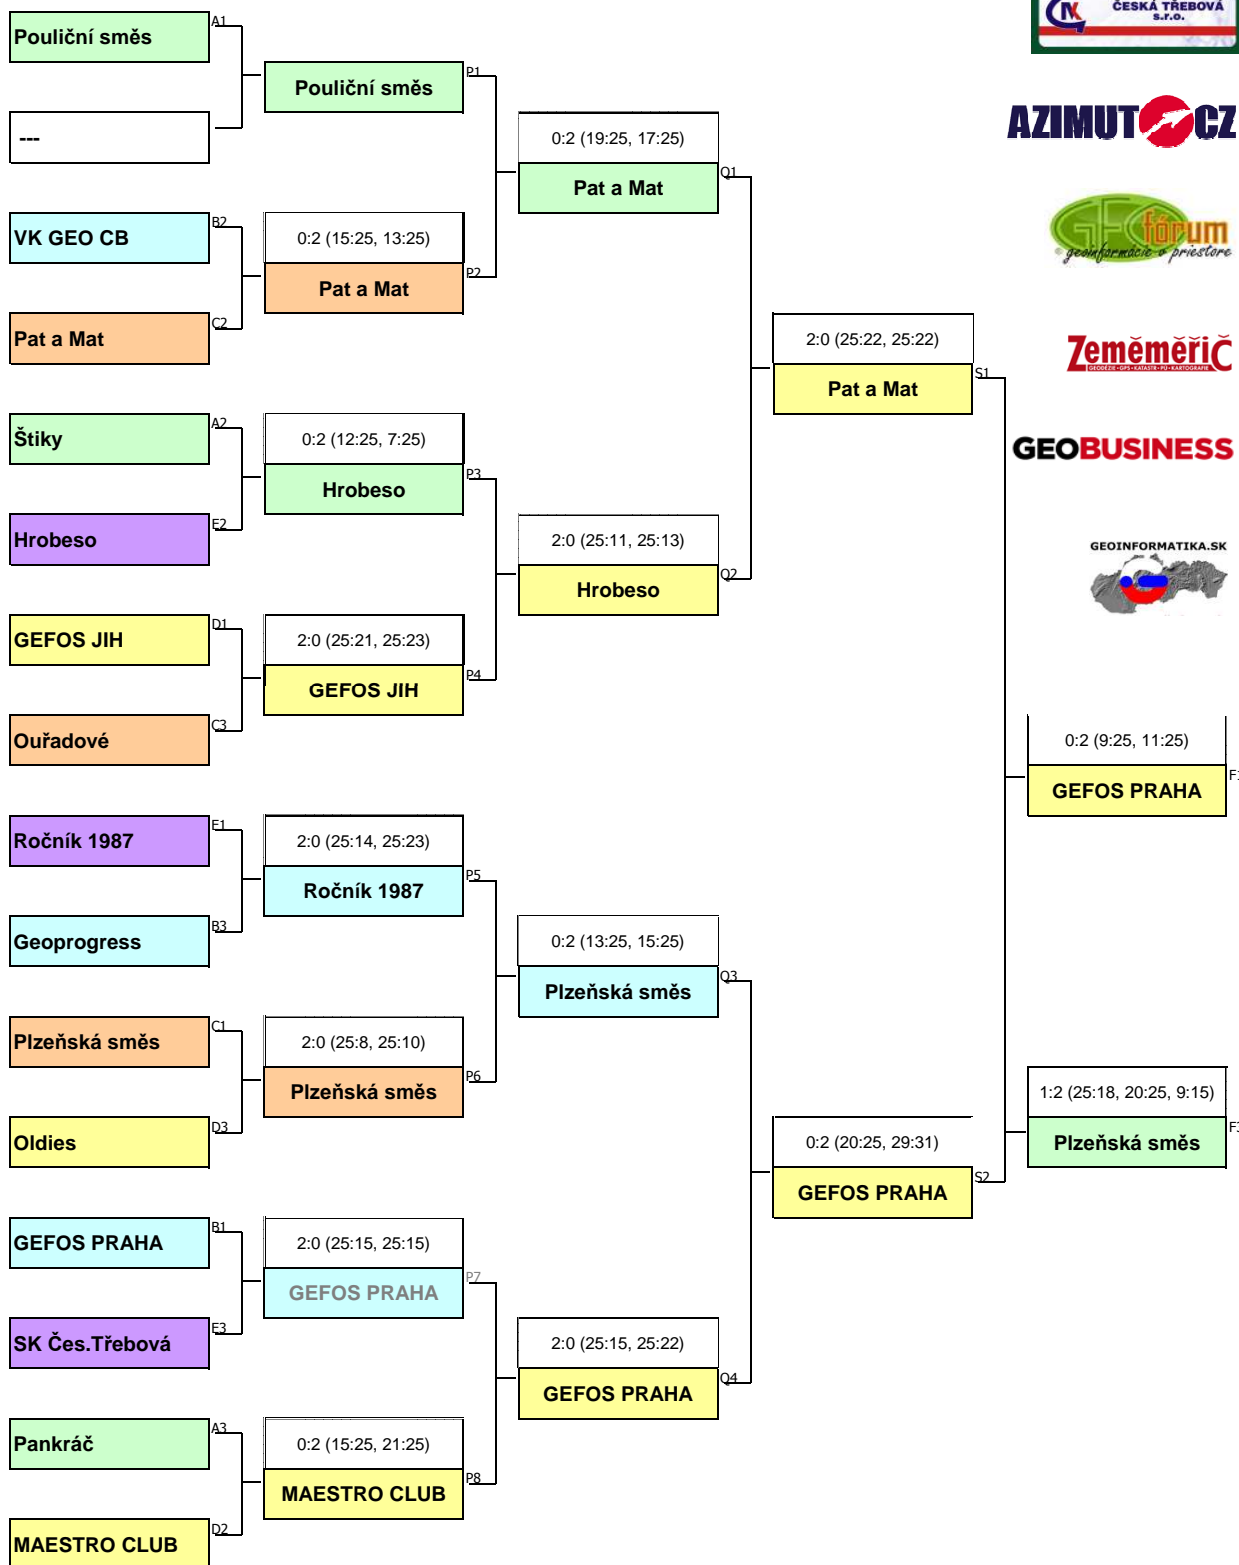 Pouliční směs
A1
---
Pouliční směs
P1
VK GEO CB
B2
Pat a Mat
C2
0:2 (15:25, 13:25)
Pat a Mat
P2
0:2 (19:25, 17:25)
Pat a Mat
Q1
Štiky
A2
Hrobeso
E2
0:2 (12:25, 7:25)
Hrobeso
P3
GEFOS JIH
D1
Ouřadové
C3
2:0 (25:21, 25:23)
GEFOS JIH
P4
2:0 (25:11, 25:13)
Hrobeso
Q2
2:0 (25:22, 25:22)
Pat a Mat
S1
Ročník 1987
E1
Geoprogress
B3
2:0 (25:14, 25:23)
Ročník 1987
P5
Plzeňská směs
C1
Oldies
D3
2:0 (25:8, 25:10)
Plzeňská směs
P6
0:2 (13:25, 15:25)
Plzeňská směs
Q3
GEFOS PRAHA
B1
SK Čes.Třebová
E3
2:0 (25:15, 25:15)
GEFOS PRAHA
P7
Pankráč
A3
MAESTRO CLUB
D2
0:2 (15:25, 21:25)
MAESTRO CLUB
P8
2:0 (25:15, 25:22)
GEFOS PRAHA
Q4
0:2 (20:25, 29:31)
GEFOS PRAHA
S2
0:2 (9:25, 11:25)
GEFOS PRAHA
F1
1:2 (25:18, 20:25, 9:15)
Plzeňská směs
F3
ČESKÁ TŘEBOVÁ
s.r.o.
AZIMUT CZ
GEO fórum
geoinformácie o priestore
Zeměměřič
GEODÉZIE•GPS•KATASTR•PÚ•KARTOGRAFIE
GEOBUSINESS
GEOINFORMATIKA.SK